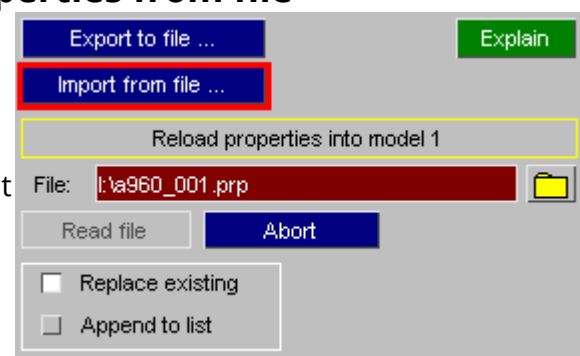 perties from file
Export to file ...
Explain
Import from file ...
Reload properties into model 1
t
File: I:\a960_001.prp
Read file
Abort
Replace existing
Append to list